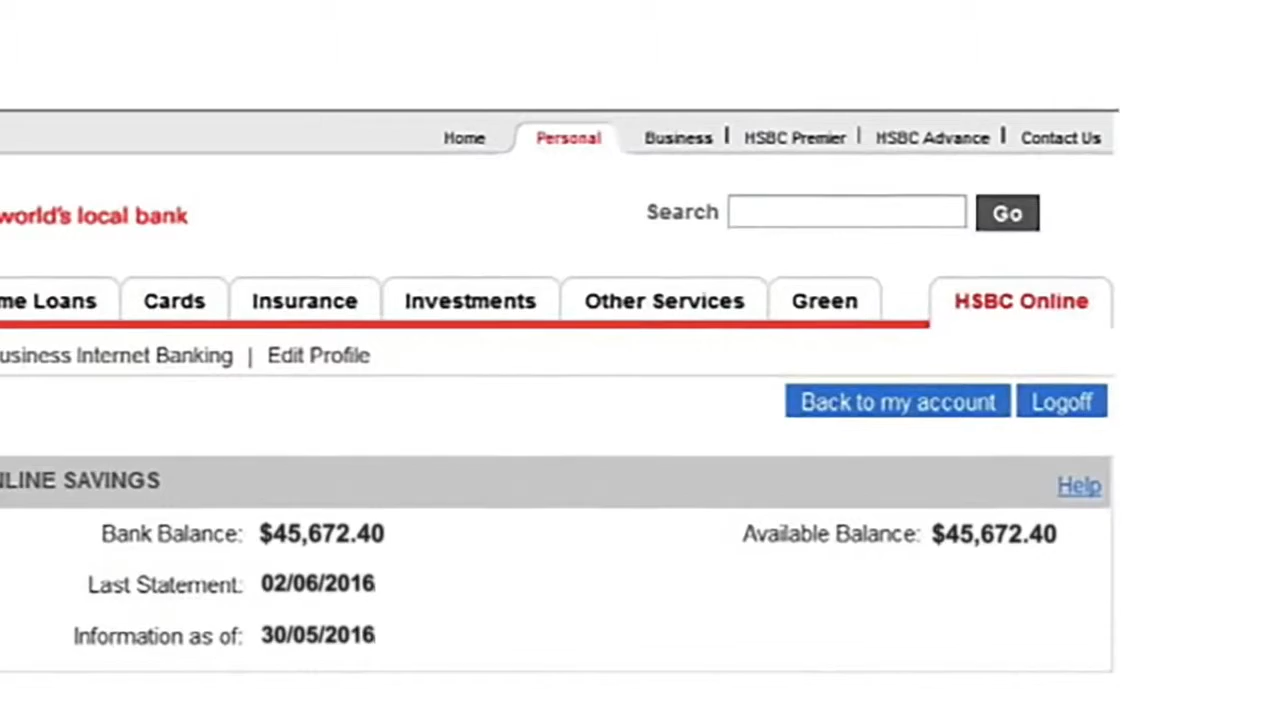 Home Personal Business | HSBC Premier | HSBC Advance | Contact Us
world's local bank
Search Go
me Loans Cards Insurance Investments Other Services Green HSBC Online
usiness Internet Banking | Edit Profile
Back to my account Logoff
NLINE SAVINGS Help
Bank Balance: $45,672.40 Available Balance: $45,672.40
Last Statement: 02/06/2016
Information as of: 30/05/2016